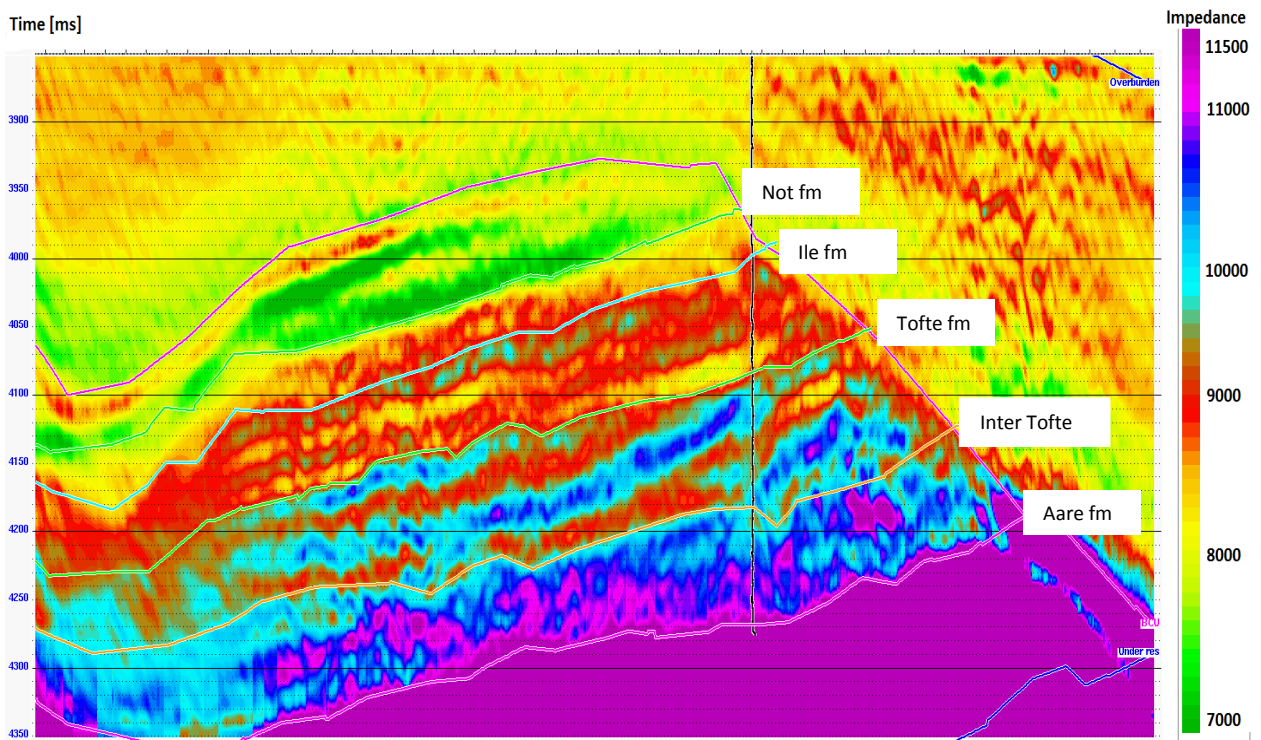 Time [ms]
Impedance
11500
Overburden
11000
3900
3950
Not fm
4000
Ile fm
10000
4050
Tofte fm
4100
9000
Inter Tofte
4150
4200
Aare fm
8000
4250
BCU
Under res
4300
7000
4350